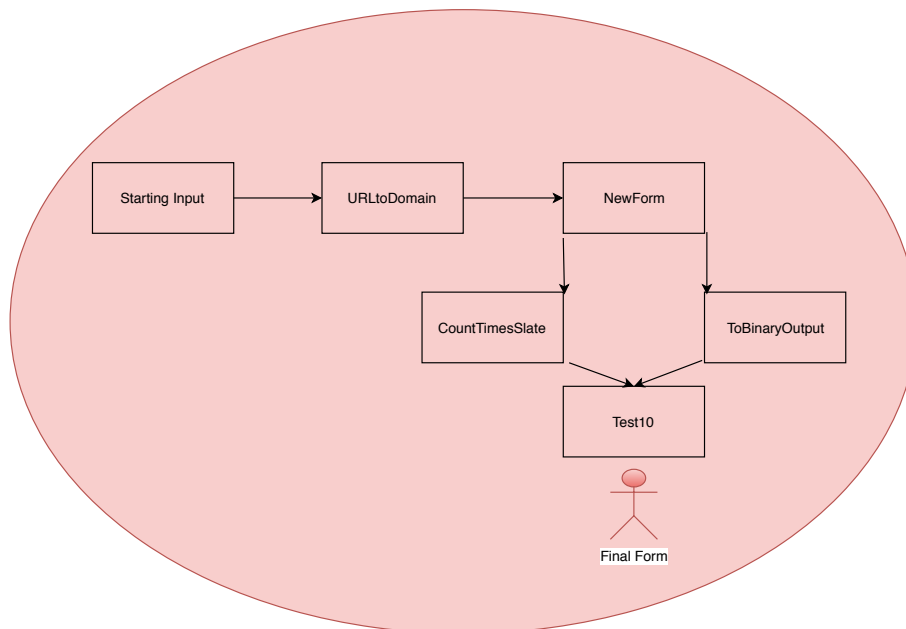 Starting Input
URLtoDomain
NewForm
CountTimesSlate
ToBinaryOutput
Test10
Final Form